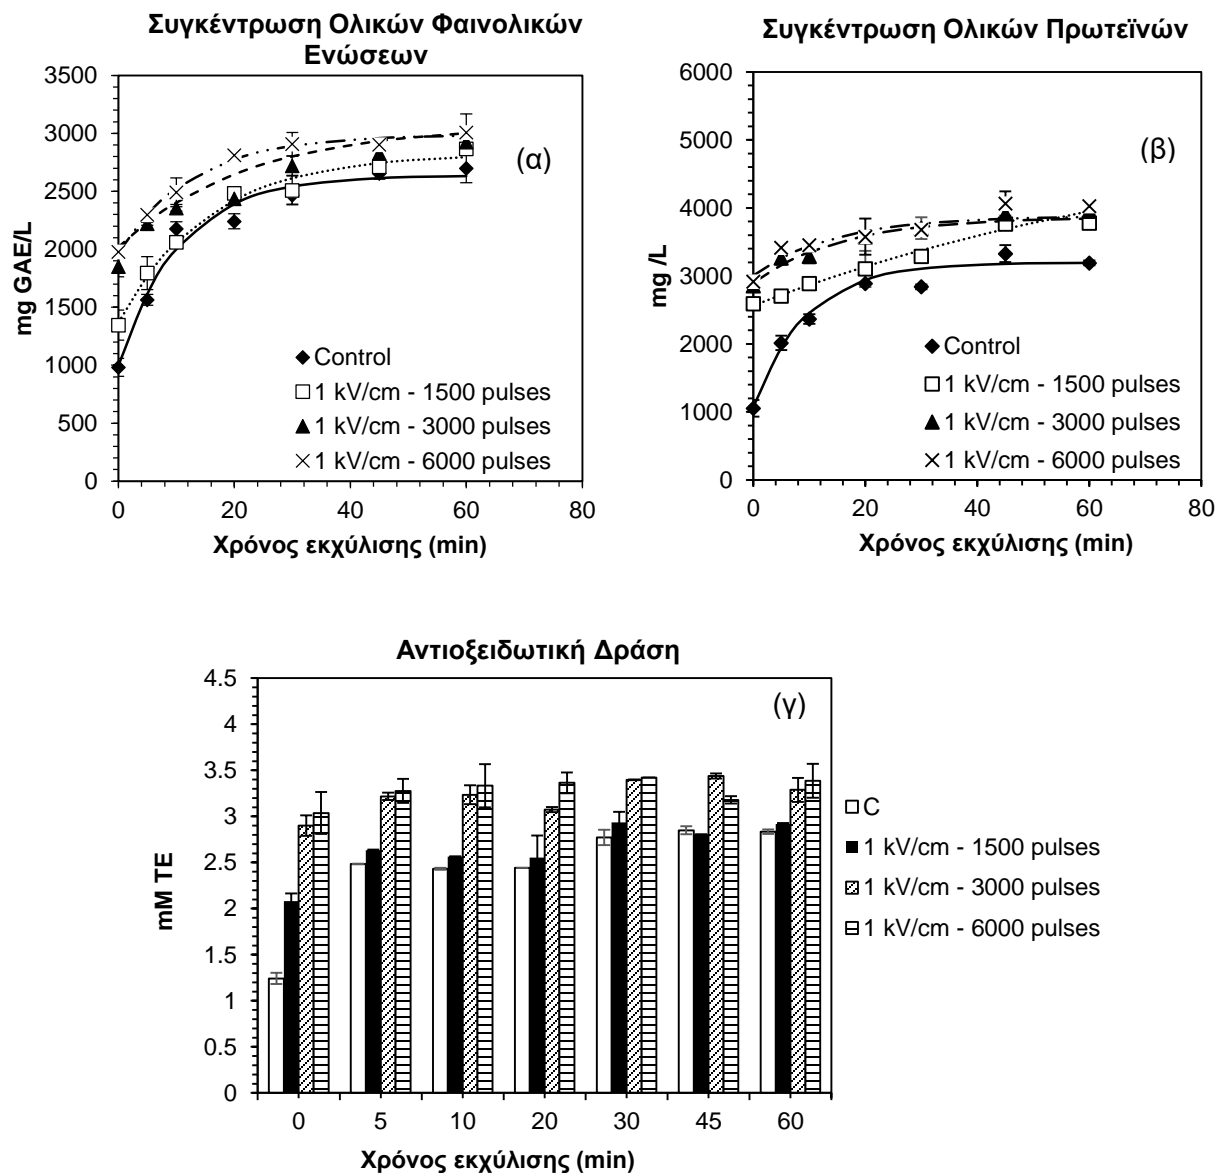 Συγκέντρωση Ολικών Φαινολικών
Ενώσεων
3500
3000
2500
2000
1500
1000
500
0
mg GAE/L
(α)
Control
1 kV/cm - 1500 pulses
1 kV/cm - 3000 pulses
1 kV/cm - 6000 pulses
0 20 40 60 80
Χρόνος εκχύλισης (min)
Συγκέντρωση Ολικών Πρωτεϊνών
6000
5000
4000
3000
2000
1000
0
mg /L
(β)
Control
1 kV/cm - 1500 pulses
1 kV/cm - 3000 pulses
1 kV/cm - 6000 pulses
0 20 40 60 80
Χρόνος εκχύλισης (min)
Αντιοξειδωτική Δράση
4.5
4
3.5
3
2.5
2
1.5
1
0.5
0
mM TE
(γ)
C
1 kV/cm - 1500 pulses
1 kV/cm - 3000 pulses
1 kV/cm - 6000 pulses
0 5 10 20 30 45 60
Χρόνος εκχύλισης (min)